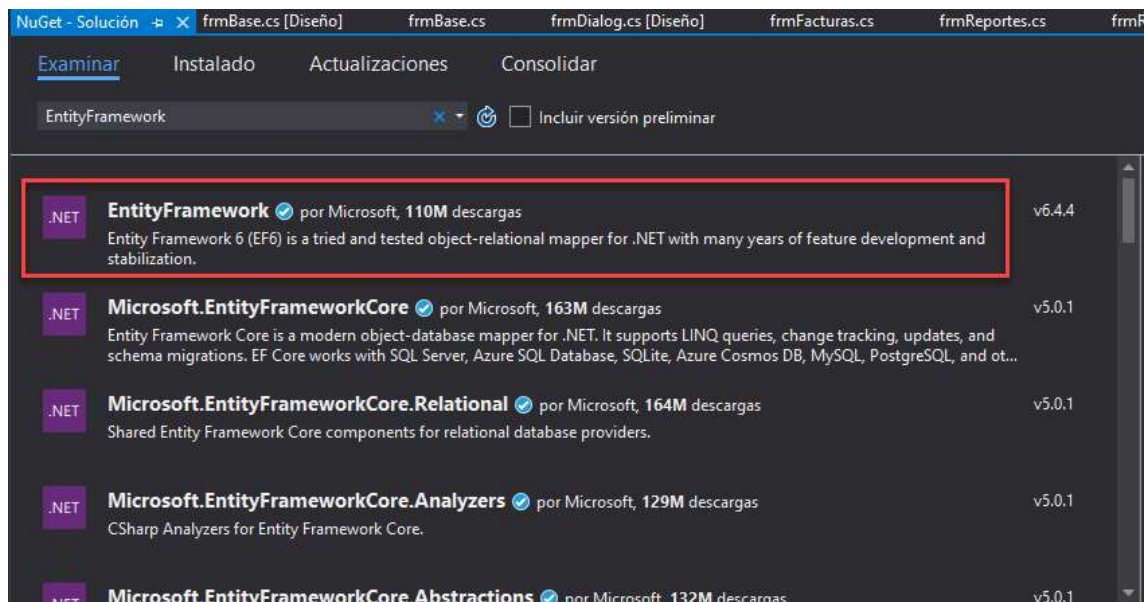 NuGet - Solución frmBase.cs [Diseño] frmBase.cs frmDialog.cs [Diseño] frmFacturas.cs frmReportes.cs
Examinar Instalado Actualizaciones Consolidar
EntityFramework Incluir versión preliminar
.NET EntityFramework por Microsoft, 110M descargas v6.4.4
Entity Framework 6 (EF6) is a tried and tested object-relational mapper for .NET with many years of feature development and
stabilization.
.NET Microsoft.EntityFrameworkCore por Microsoft, 163M descargas v5.0.1
Entity Framework Core is a modern object-database mapper for .NET. It supports LINQ queries, change tracking, updates, and
schema migrations. EF Core works with SQL Server, Azure SQL Database, SQLite, Azure Cosmos DB, MySQL, PostgreSQL, and ot...
.NET Microsoft.EntityFrameworkCore.Relational por Microsoft, 164M descargas v5.0.1
Shared Entity Framework Core components for relational database providers.
.NET Microsoft.EntityFrameworkCore.Analyzers por Microsoft, 129M descargas v5.0.1
CSharp Analyzers for Entity Framework Core.
.NET Microsoft.EntityFrameworkCore.Abstractions por Microsoft, 132M descargas v5.0.1